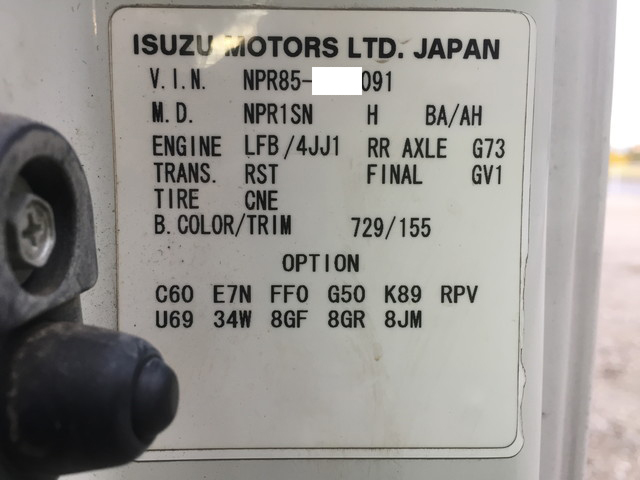 ISUZU MOTORS LTD. JAPAN
V.I.N. NPR85- 091
M.D. NPR1SN H BA/AH
ENGINE LFB/4JJ1 RR AXLE G73
TRANS. RST FINAL GV1
TIRE CNE
B.COLOR/TRIM 729/155
OPTION
C60 E7N FF0 G50 K89 RPV
U69 34W 8GF 8GR 8JM